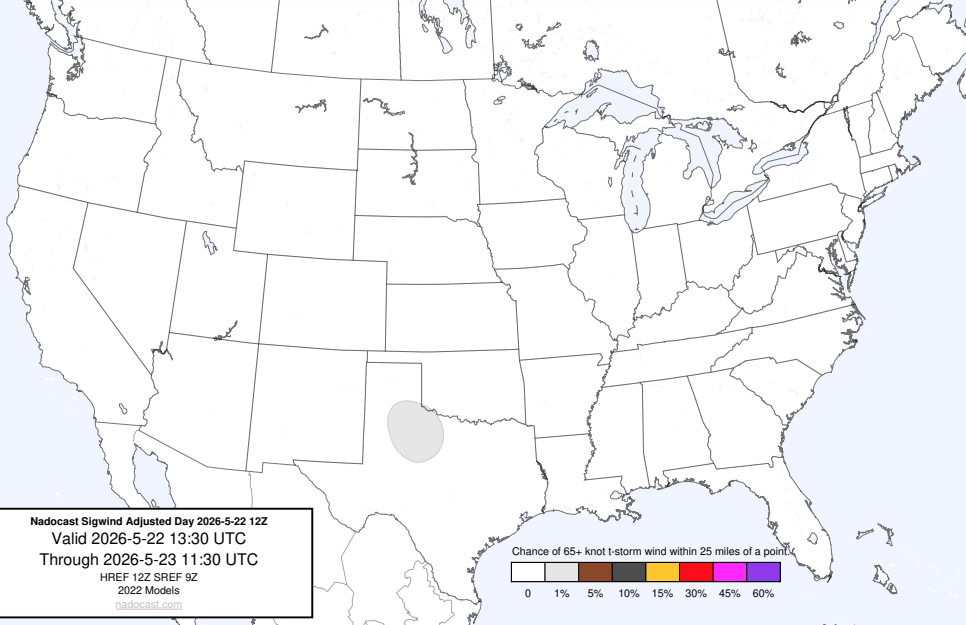 Nadocast Sigwind Adjusted Day 2026-5-22 12Z
Valid 2026-5-22 13:30 UTC
Through 2026-5-23 11:30 UTC
HREF 12Z SREF 9Z
2022 Models
nadocast.com
Chance of 65+ knot t-storm wind within 25 miles of a point.
0 1% 5% 10% 15% 30% 45% 60%